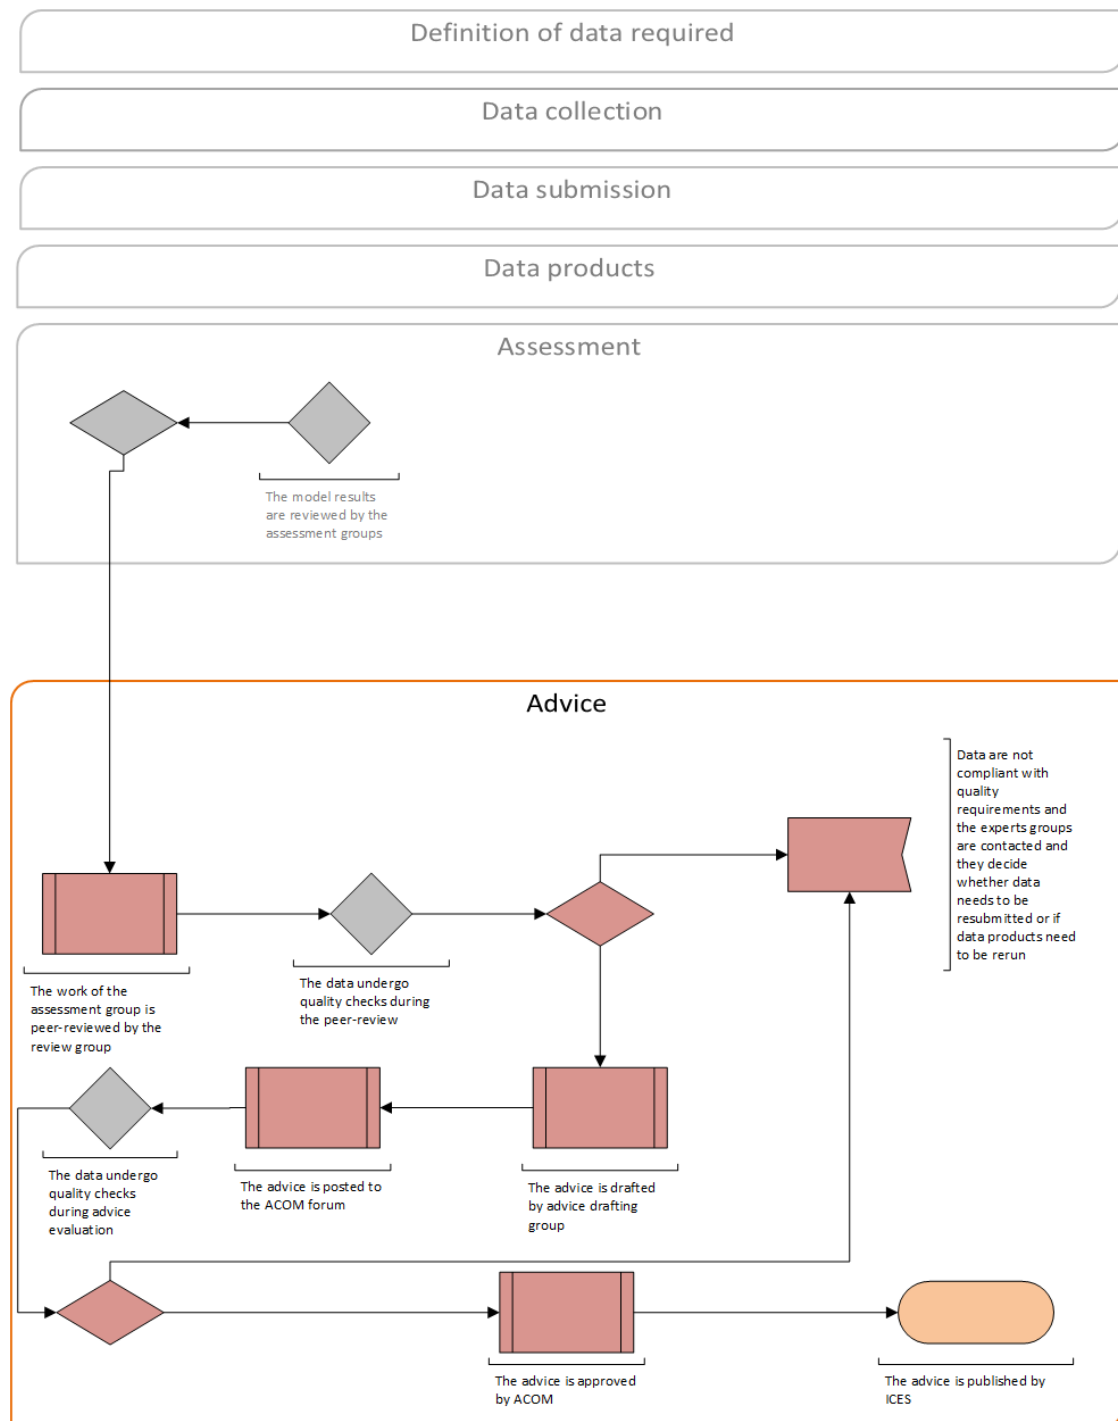 Definition of data required
Data collection
Data submission
Data products
Assessment
The model results
are reviewed by the
assessment groups
Advice
Data are not
compliant with
quality
requirements and
the experts groups
are contacted and
they decide
whether data
needs to be
resubmitted or if
data products need
to be rerun
The work of the
assessment group is
peer-reviewed by the
review group
The data undergo
quality checks during
the peer-review
The data undergo
quality checks
during advice
evaluation
The advice is posted to
the ACOM forum
The advice is drafted
by advice drafting
group
The advice is approved
by ACOM
The advice is published by
ICES